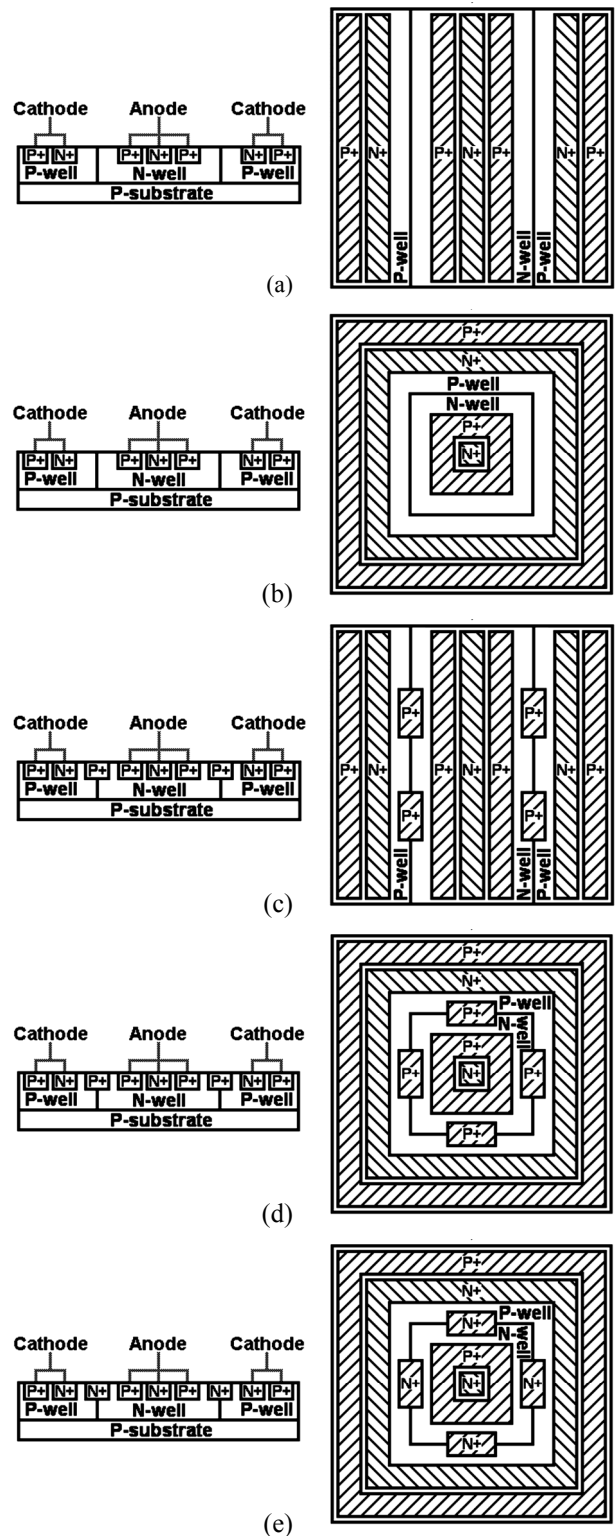 Cathode Anode Cathode
P+ N+ P+ N+ P+ N+ P+
P-well N-well P-well
P-substrate
P+ N+ P-well P+ N+ P+ N-well P-well N+ P+
(a)
Cathode Anode Cathode
P+ N+ P+ N+ P+ N+ P+
P-well N-well P-well
P-substrate
P+
N+
P-well
N-well
P+
N+
(b)
Cathode Anode Cathode
P+ N+ P+ P+ N+ P+ P+ N+ P+
P-well N-well P-well
P-substrate
P+ P+
P+ N+ P+ N+ P+ N+ P+
P+ P+
P-well N-well P-well
(c)
Cathode Anode Cathode
P+ N+ P+ P+ N+ P+ P+ N+ P+
P-well N-well P-well
P-substrate
P+
N+
P-well
P+ N-well
P+
P+ N+ P+
P+
(d)
Cathode Anode Cathode
P+ N+ N+ P+ N+ P+ N+ N+ P+
P-well N-well P-well
P-substrate
P+
N+
P-well
N+ N-well
P+
N+ N+ N+
N+
(e)